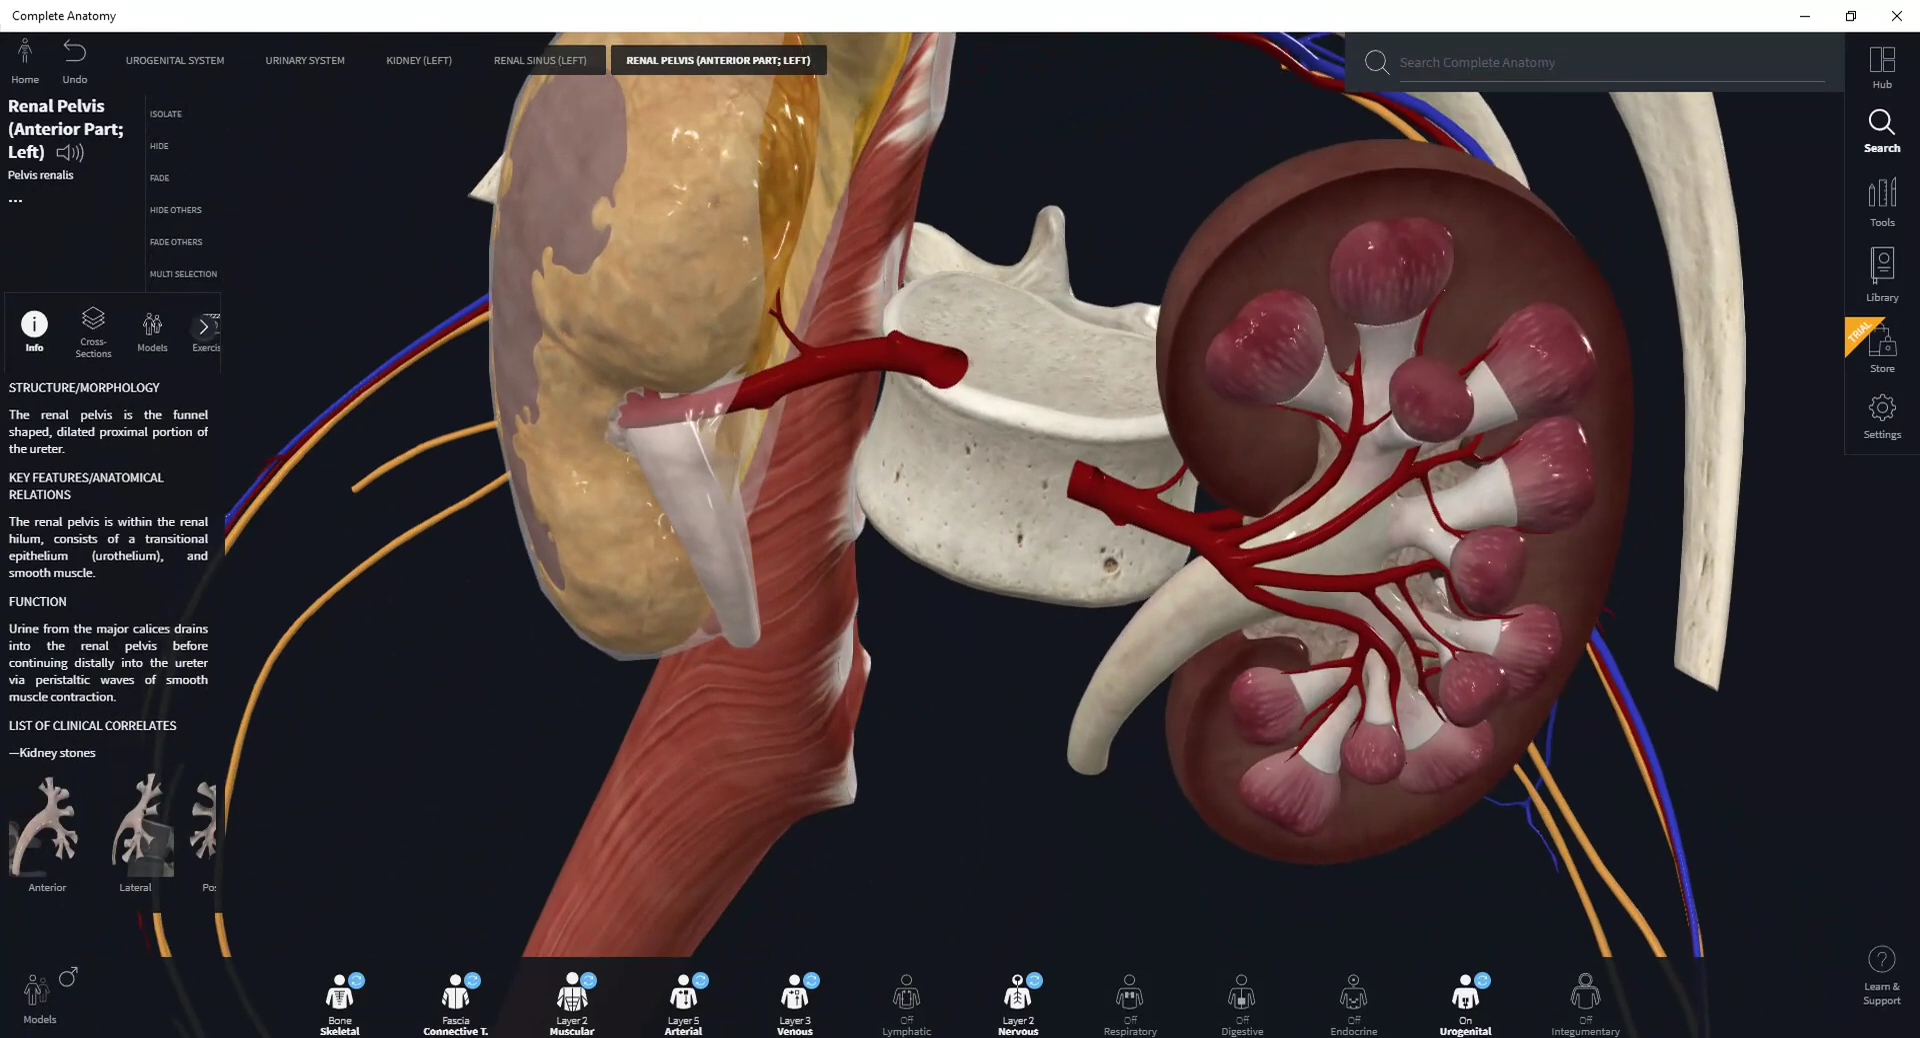 Complete Anatomy
Home
Undo
UROGENITAL SYSTEM
URINARY SYSTEM
KIDNEY (LEFT)
RENAL SINUS (LEFT)
RENAL PELVIS (ANTERIOR PART; LEFT)
Search Complete Anatomy
Renal Pelvis
(Anterior Part;
Left)
Pelvis renalis
...
ISOLATE
HIDE
FADE
HIDE OTHERS
FADE OTHERS
MULTI SELECTION
Info
Cross-
Sections
Models
Exercis
STRUCTURE/MORPHOLOGY
The renal pelvis is the funnel
shaped, dilated proximal portion of
the ureter.
KEY FEATURES/ANATOMICAL
RELATIONS
The renal pelvis is within the renal
hilum, consists of a transitional
epithelium (urothelium), and
smooth muscle.
FUNCTION
Urine from the major calices drains
into the renal pelvis before
continuing distally into the ureter
via peristaltic waves of smooth
muscle contraction.
LIST OF CLINICAL CORRELATES
—Kidney stones
Anterior
Lateral
Pos
Models
Bone
Skeletal
Fascia
Connective T.
Layer 2
Muscular
Layer 5
Arterial
Layer 3
Venous
Off
Lymphatic
Layer 2
Nervous
Off
Respiratory
Off
Digestive
Off
Endocrine
On
Urogenital
Off
Integumentary
Hub
Search
Tools
Library
TRIAL
Store
Settings
Learn &
Support